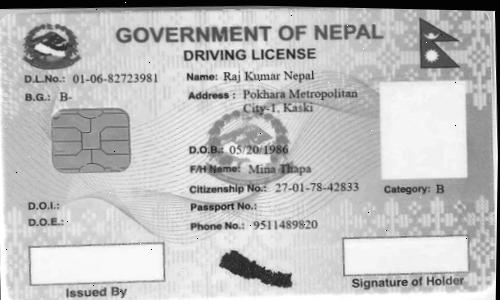 GOVERNMENT OF NEPAL
DRIVING LICENSE
D.L.No.: 01-06-82723981
Name: Raj Kumar Nepal
B.G.: B-
Address : Pokhara Metropolitan
City-1, Kaski
D.O.B.: 05/20/1986
F/H Name: Mina Thapa
Citizenship No.: 27-01-78-42833
Category: B
D.O.I.:
Passport No.:
D.O.E.:
Phone No.: 9511489820
Issued By
Signature of Holder